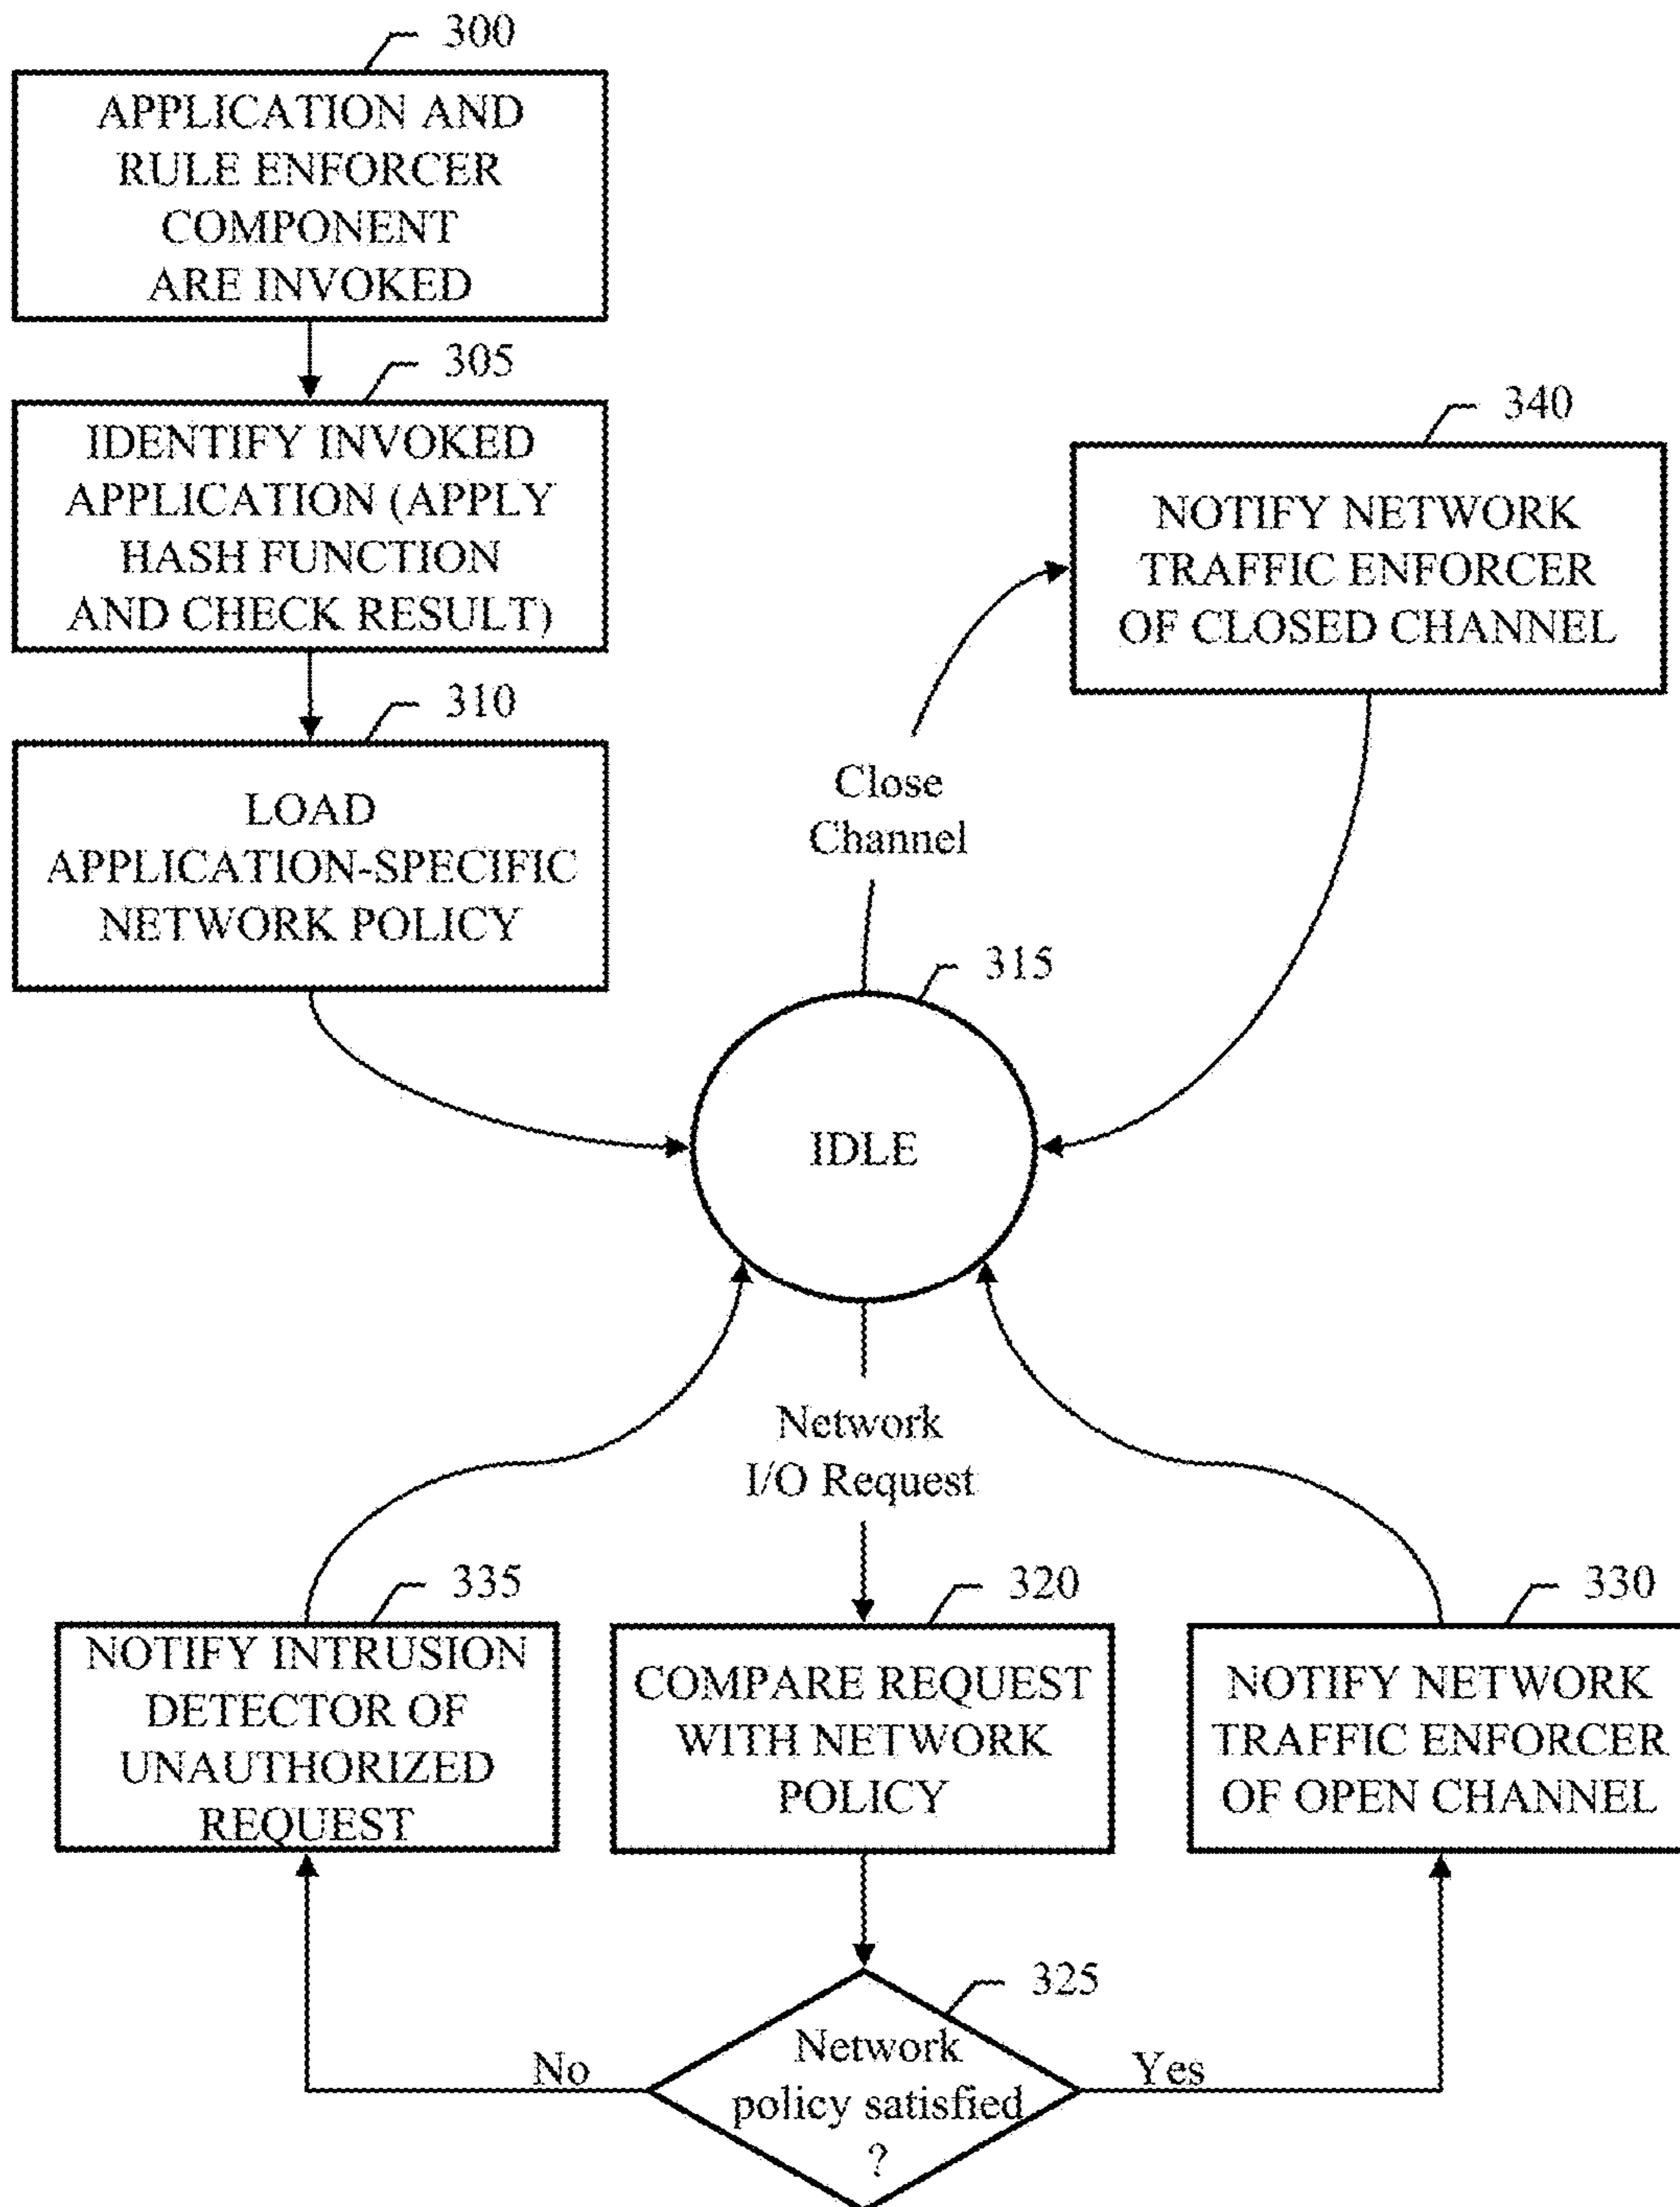 300
APPLICATION AND
RULE ENFORCER
COMPONENT
ARE INVOKED
305
IDENTIFY INVOKED
APPLICATION (APPLY
HASH FUNCTION
AND CHECK RESULT)
310
LOAD
APPLICATION-SPECIFIC
NETWORK POLICY
340
NOTIFY NETWORK
TRAFFIC ENFORCER
OF CLOSED CHANNEL
Close
Channel
315
IDLE
Network
I/O Request
335
NOTIFY INTRUSION
DETECTOR OF
UNAUTHORIZED
REQUEST
320
COMPARE REQUEST
WITH NETWORK
POLICY
330
NOTIFY NETWORK
TRAFFIC ENFORCER
OF OPEN CHANNEL
325
Network
policy satisfied
?
No
Yes